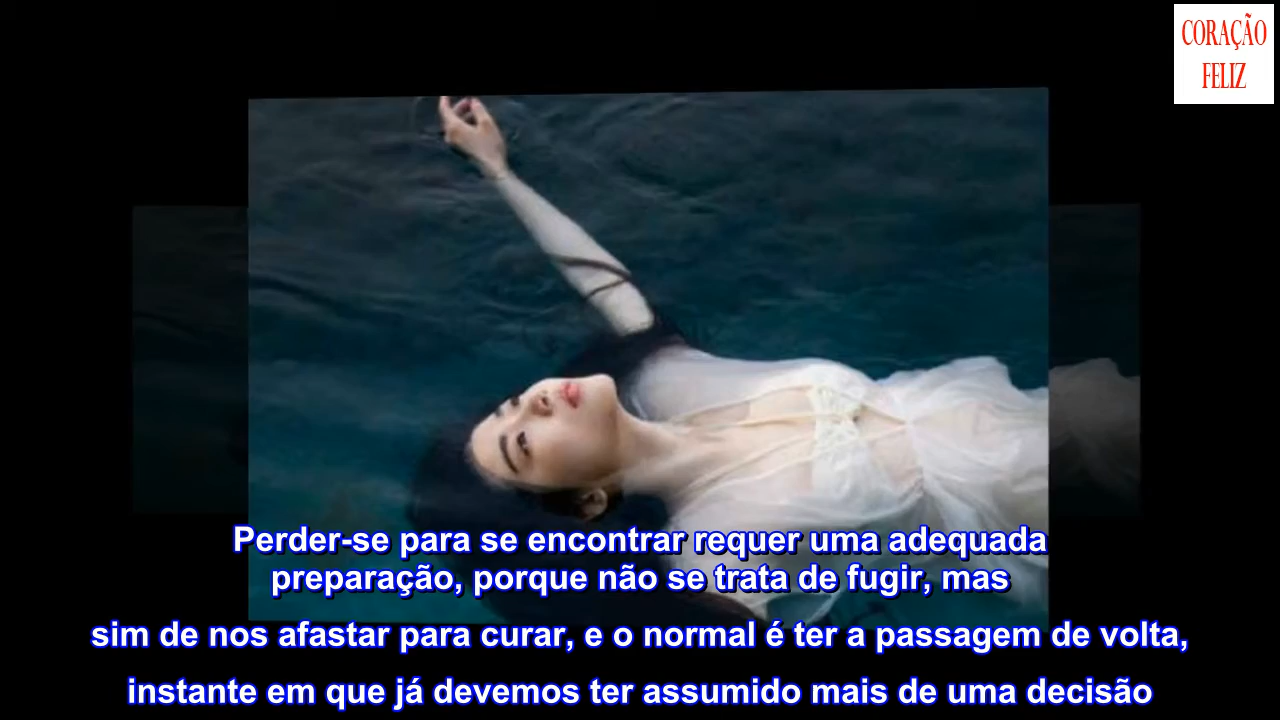 CORAÇÃO
FELIZ
Perder-se para se encontrar requer uma adequada
preparação, porque não se trata de fugir, mas
sim de nos afastar para curar, e o normal é ter a passagem de volta,
instante em que já devemos ter assumido mais de uma decisão